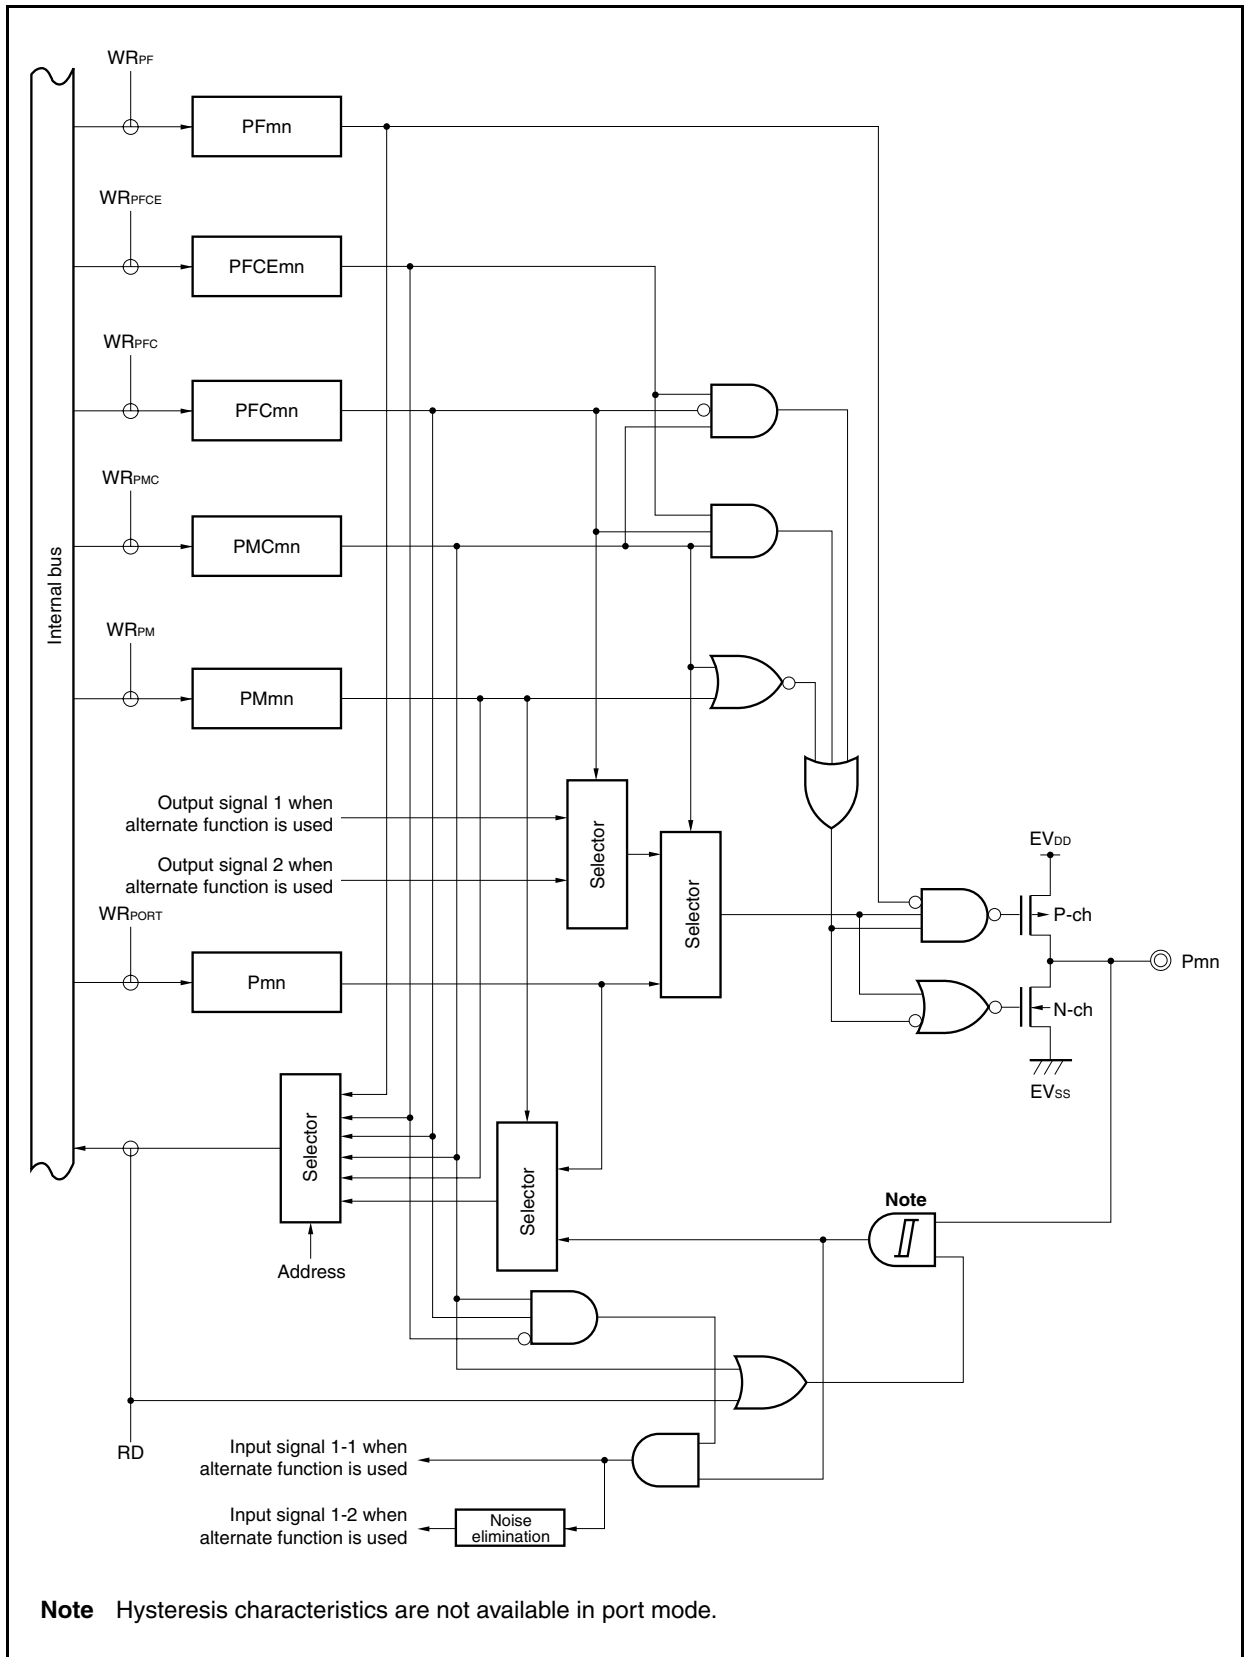 WRPF
PFmn
WRPFCE
PFCEmn
WRPFC
PFCmn
WRPMC
PMCmn
Internal bus
WRPM
PMmn
Output signal 1 when
alternate function is used
Output signal 2 when
alternate function is used
Selector
Selector
EVDD
P-ch
WRPORT
Pmn
Pmn
N-ch
EVSS
Selector
Selector
Address
Note
RD
Input signal 1-1 when
alternate function is used
Input signal 1-2 when
alternate function is used
Noise
elimination
Note Hysteresis characteristics are not available in port mode.